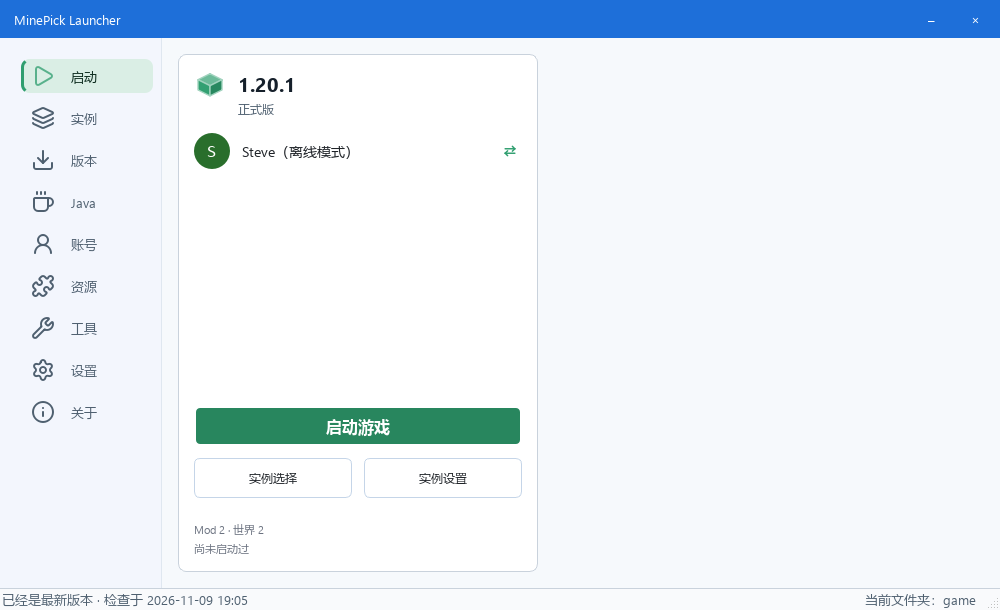 MinePick Launcher
启动
实例
版本
Java
账号
资源
工具
设置
关于
1.20.1
正式版
S
Steve（离线模式）
启动游戏
实例选择
实例设置
Mod 2 · 世界 2
尚未启动过
已经是最新版本 · 检查于 2026-11-09 19:05
当前文件夹：game